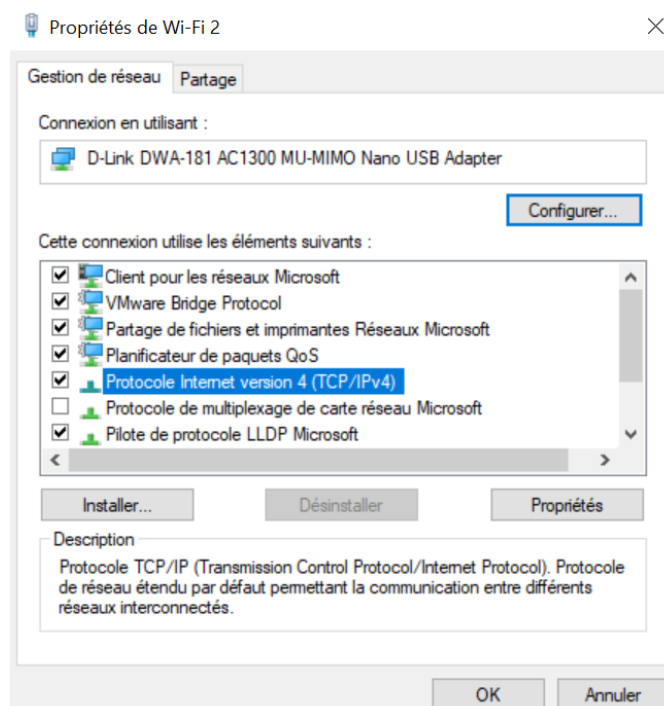 Propriétés de Wi-Fi 2
Gestion de réseau
Partage
Connexion en utilisant :
D-Link DWA-181 AC1300 MU-MIMO Nano USB Adapter
Configurer...
Cette connexion utilise les éléments suivants :
Client pour les réseaux Microsoft
VMware Bridge Protocol
Partage de fichiers et imprimantes Réseaux Microsoft
Planificateur de paquets QoS
Protocole Internet version 4 (TCP/IPv4)
Protocole de multiplexage de carte réseau Microsoft
Pilote de protocole LLDP Microsoft
Installer...
Désinstaller
Propriétés
Description
Protocole TCP/IP (Transmission Control Protocol/Internet Protocol). Protocole
de réseau étendu par défaut permettant la communication entre différents
réseaux interconnectés.
OK
Annuler